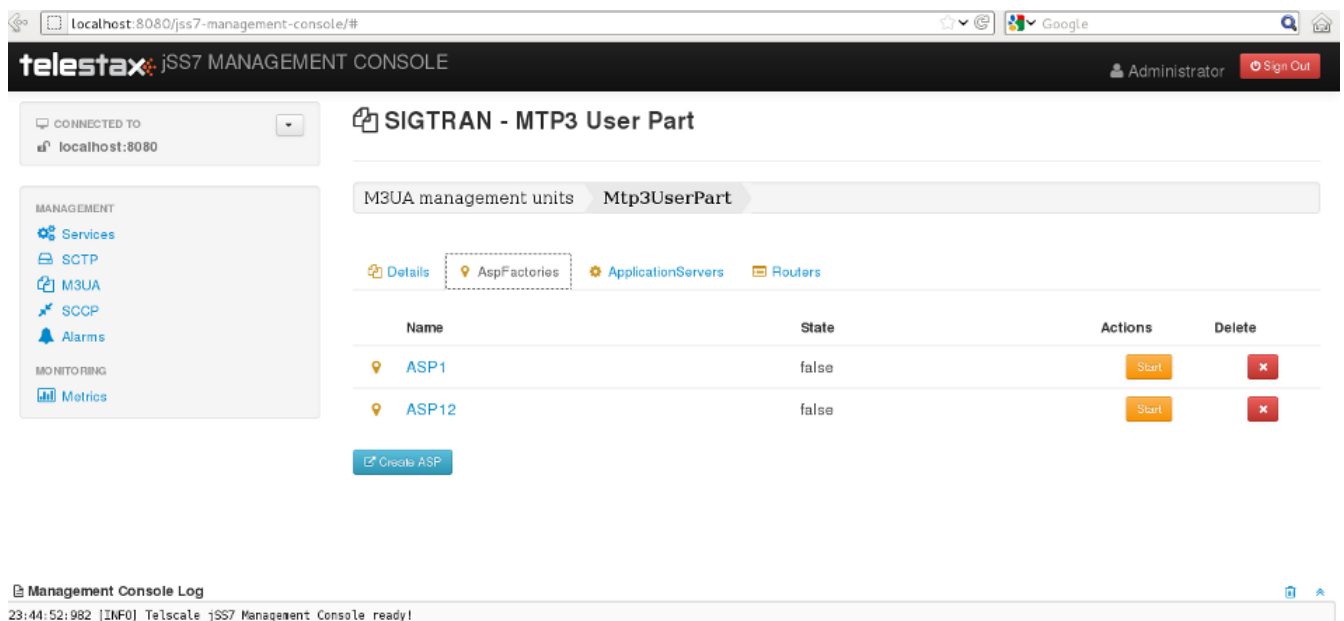 localhost:8080/jss7-management-console/#
Google
telestax jSS7 MANAGEMENT CONSOLE
Administrator
Sign Out
CONNECTED TO
localhost:8080
SIGTRAN - MTP3 User Part
M3UA management units Mtp3UserPart
MANAGEMENT
Services
SCTP
M3UA
SCCP
Alarms
MONITORING
Metrics
Details AspFactories ApplicationServers Routers
Name State Actions Delete
ASP1 false Start
ASP12 false Start
Create ASP
Management Console Log
23:44:52:982 [INFO] Telscale jSS7 Management Console ready!